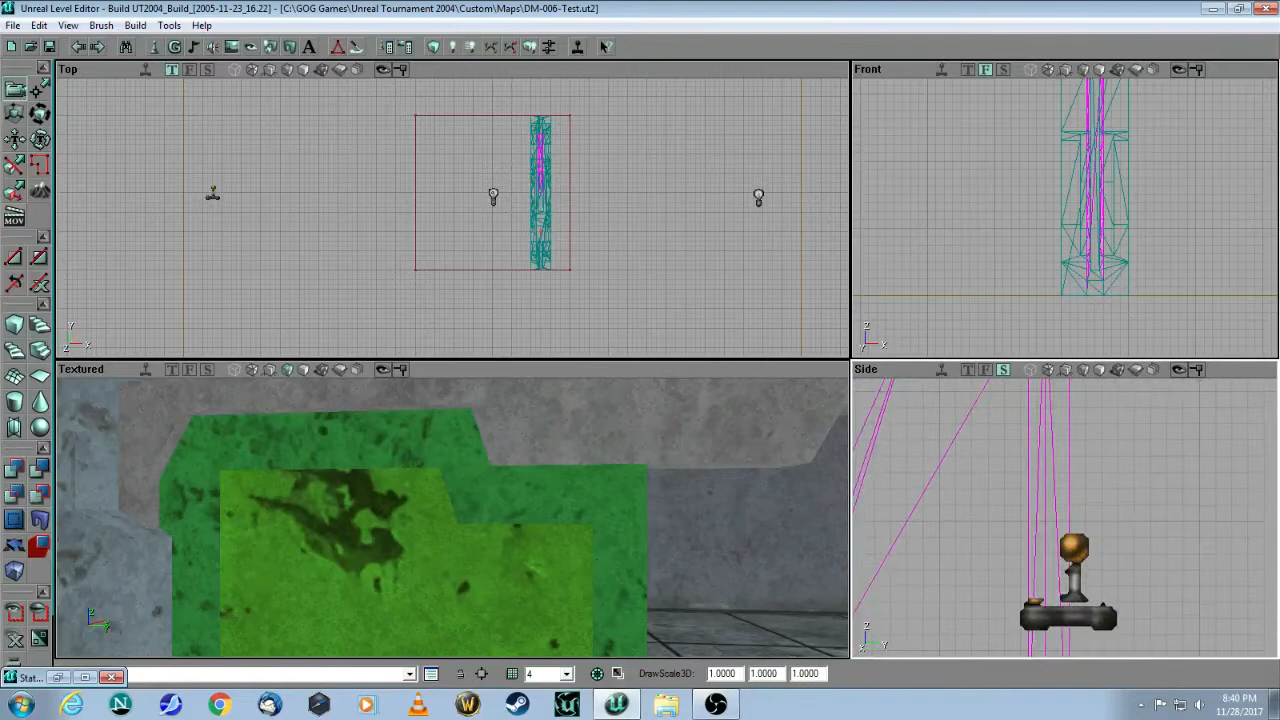 Unreal Level Editor - Build UT2004_Build_[2005-11-23_16.22] - [C:\GOG Games\Unreal Tournament 2004\Custom\Maps\DM-006-Test.ut2]
File Edit View Brush Build Tools Help
Top T F S
Front T F S
Y
Z X
Z
Y X
MOV
Textured T F S
Side T F S
Z
Y
Z
X Y
Stat... 4 DrawScale3D: 1.0000 1.0000 1.0000
8:40 PM
11/28/2017